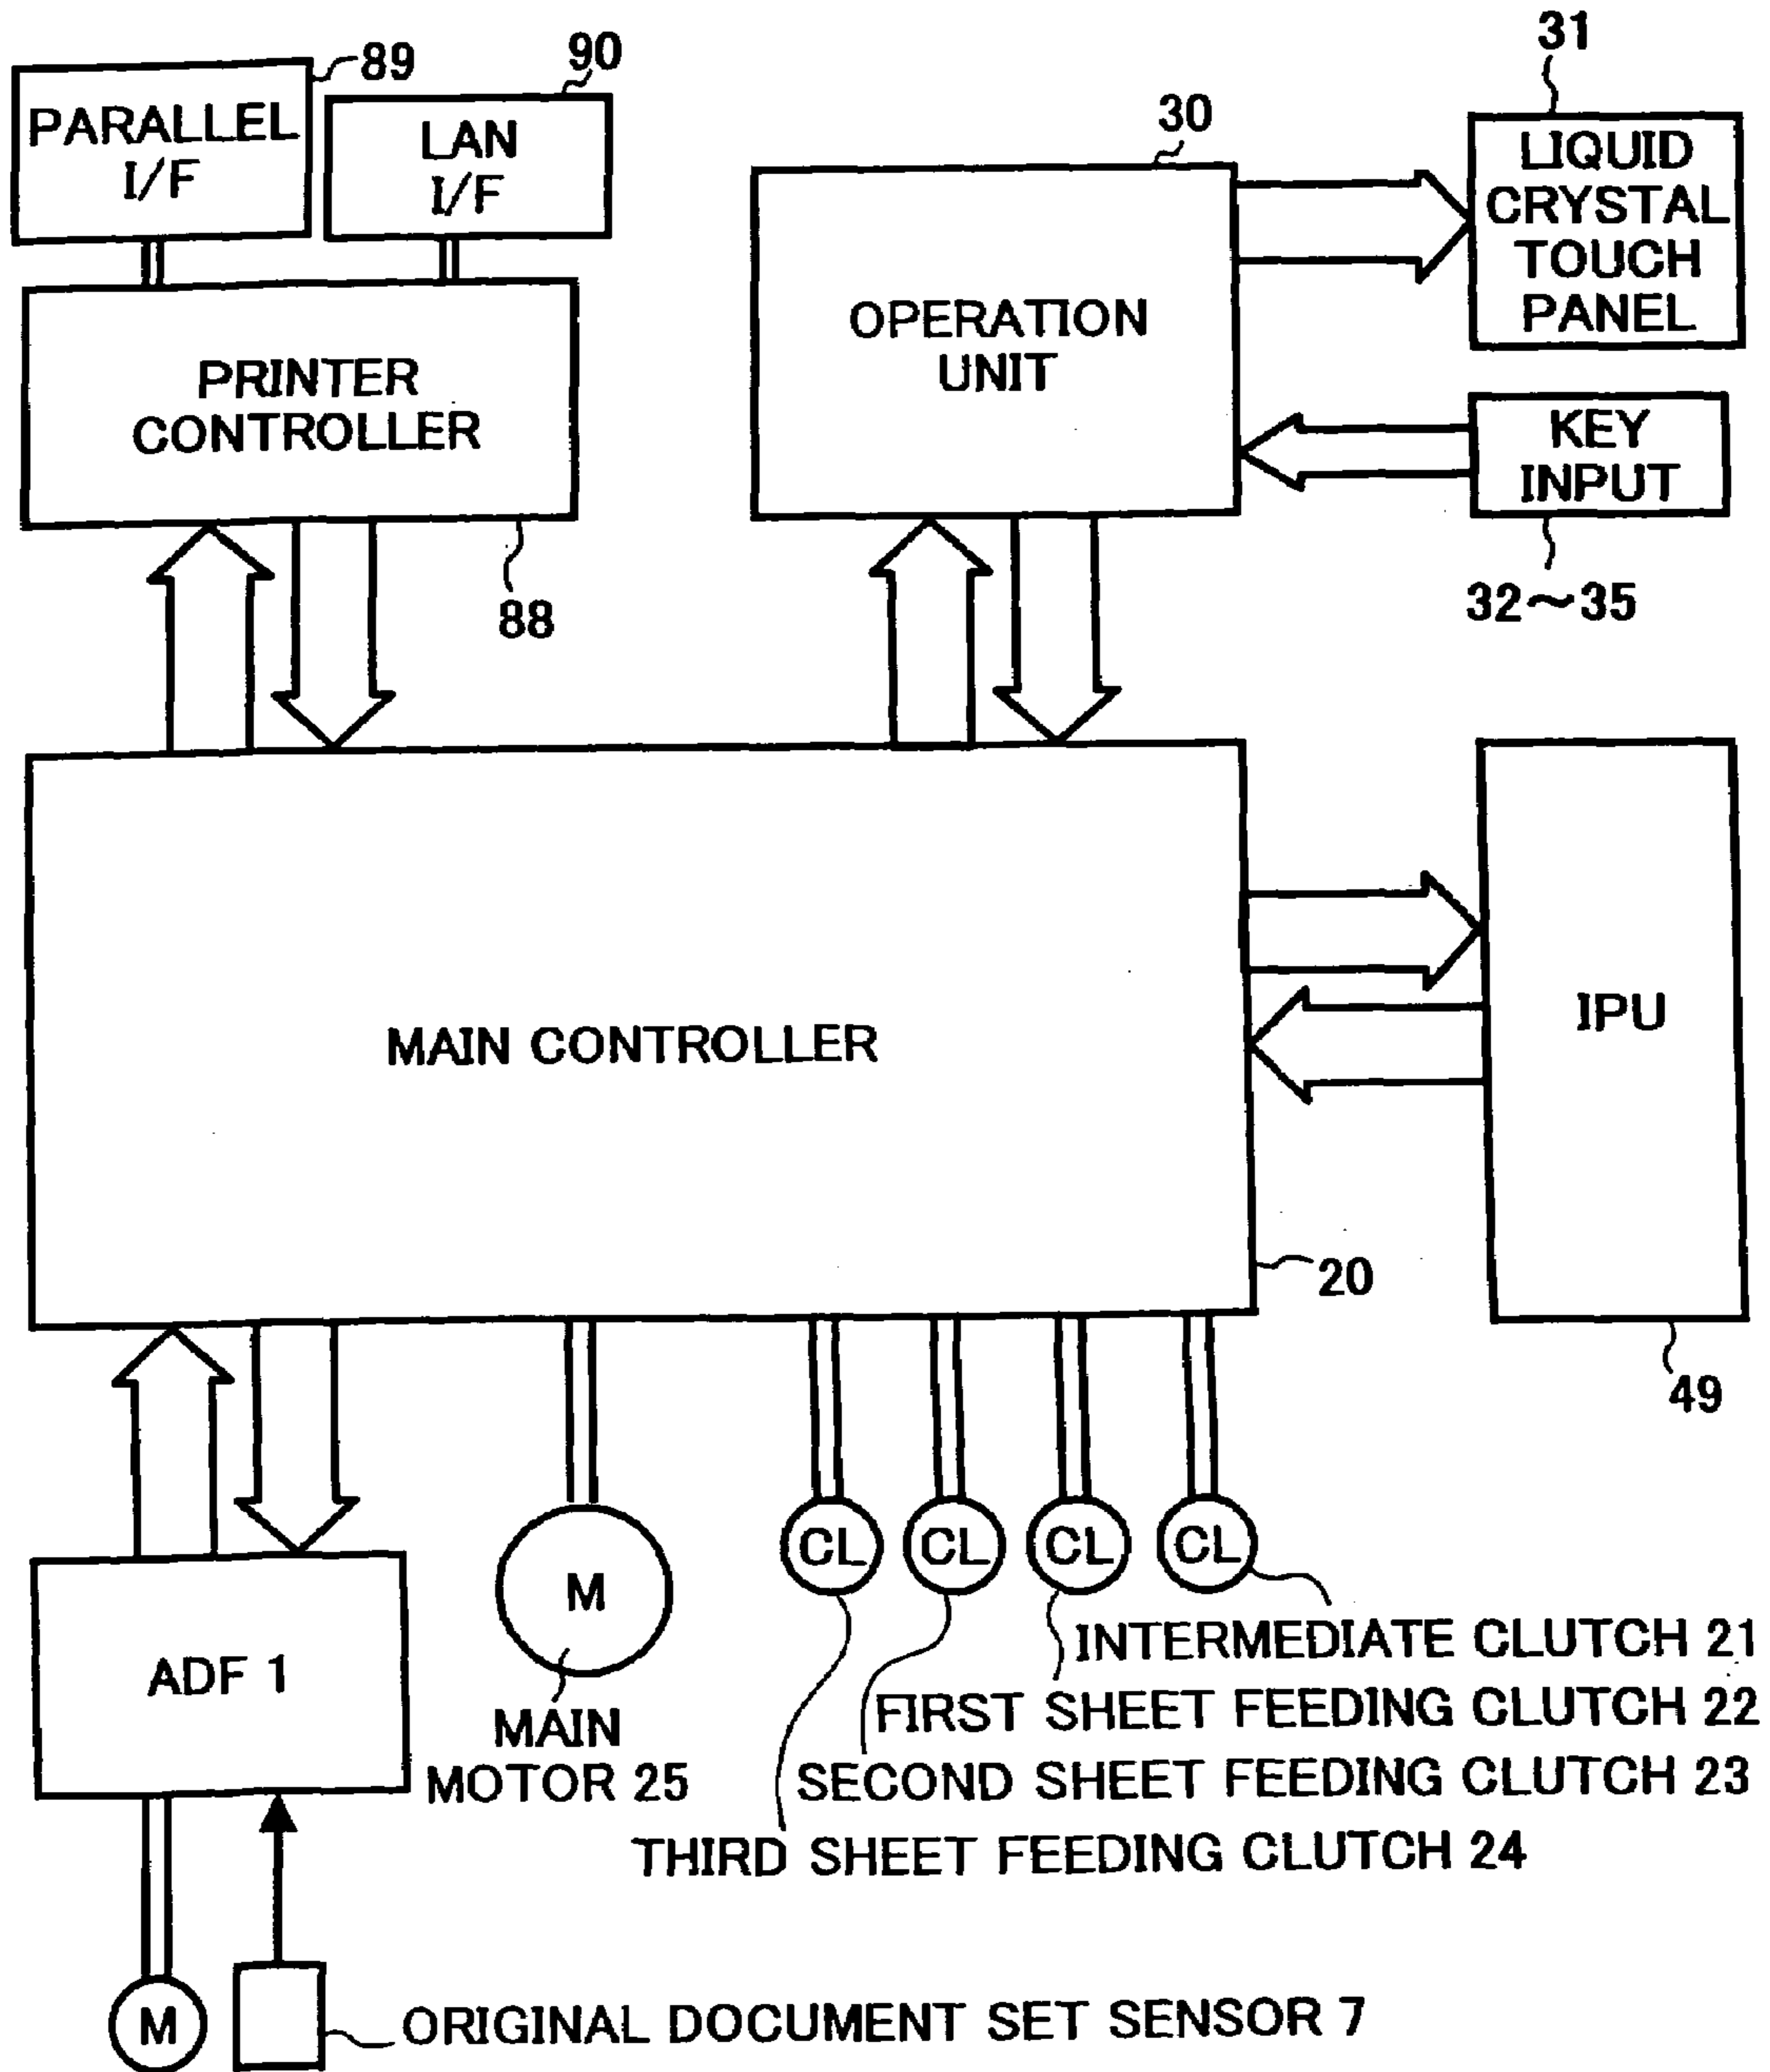 89
90
PARALLEL
I/F
LAN
I/F
31
30
LIQUID
CRYSTAL
TOUCH
PANEL
PRINTER
CONTROLLER
OPERATION
UNIT
KEY
INPUT
88
32～35
MAIN CONTROLLER
IPU
20
49
ADF 1
M
MAIN
MOTOR 25
CL
CL
CL
CL
INTERMEDIATE CLUTCH 21
FIRST SHEET FEEDING CLUTCH 22
SECOND SHEET FEEDING CLUTCH 23
THIRD SHEET FEEDING CLUTCH 24
M
ORIGINAL DOCUMENT SET SENSOR 7